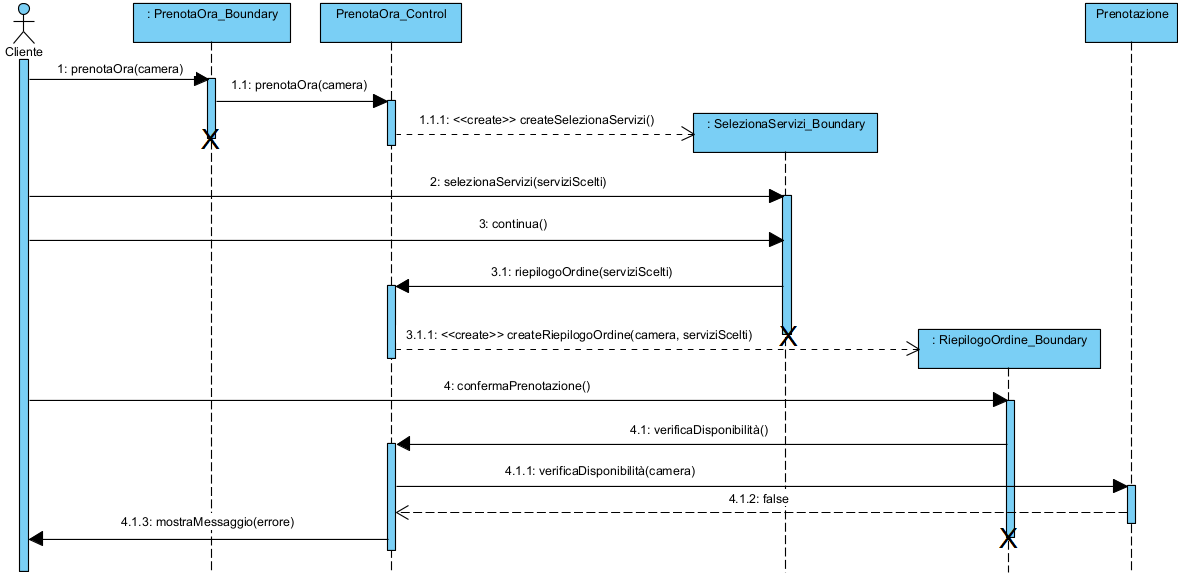 : PrenotaOra_Boundary
PrenotaOra_Control
Prenotazione
Cliente
1: prenotaOra(camera)
1.1: prenotaOra(camera)
1.1.1: <<create>> createSelezionaServizi()
: SelezionaServizi_Boundary
2: selezionaServizi(serviziScelti)
3: continua()
3.1: riepilogoOrdine(serviziScelti)
3.1.1: <<create>> createRiepilogoOrdine(camera, serviziScelti)
: RiepilogoOrdine_Boundary
4: confermaPrenotazione()
4.1: verificaDisponibilità()
4.1.1: verificaDisponibilità(camera)
4.1.2: false
4.1.3: mostraMessaggio(errore)